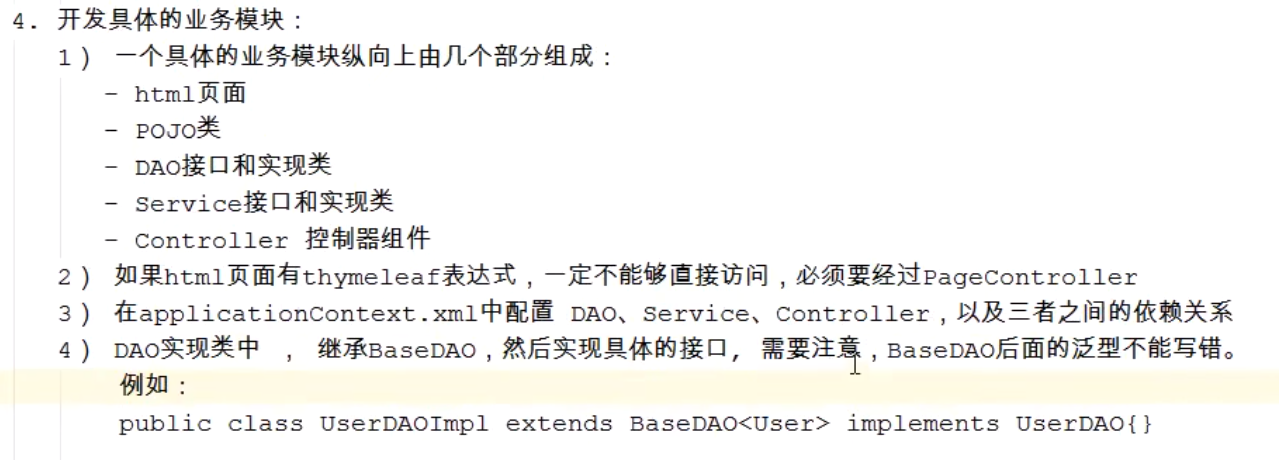 4. 开发具体的业务模块：
1) 一个具体的业务模块纵向上由几个部分组成：
- html页面
- POJO类
- DAO接口和实现类
- Service接口和实现类
- Controller 控制器组件
2) 如果html页面有thymeleaf表达式，一定不能够直接访问，必须要经过PageController
3) 在applicationContext.xml中配置 DAO、Service、Controller，以及三者之间的依赖关系
4) DAO实现类中 ， 继承BaseDAO，然后实现具体的接口, 需要注意，BaseDAO后面的泛型不能写错。
例如：
public class UserDAOImpl extends BaseDAO<User> implements UserDAO{}